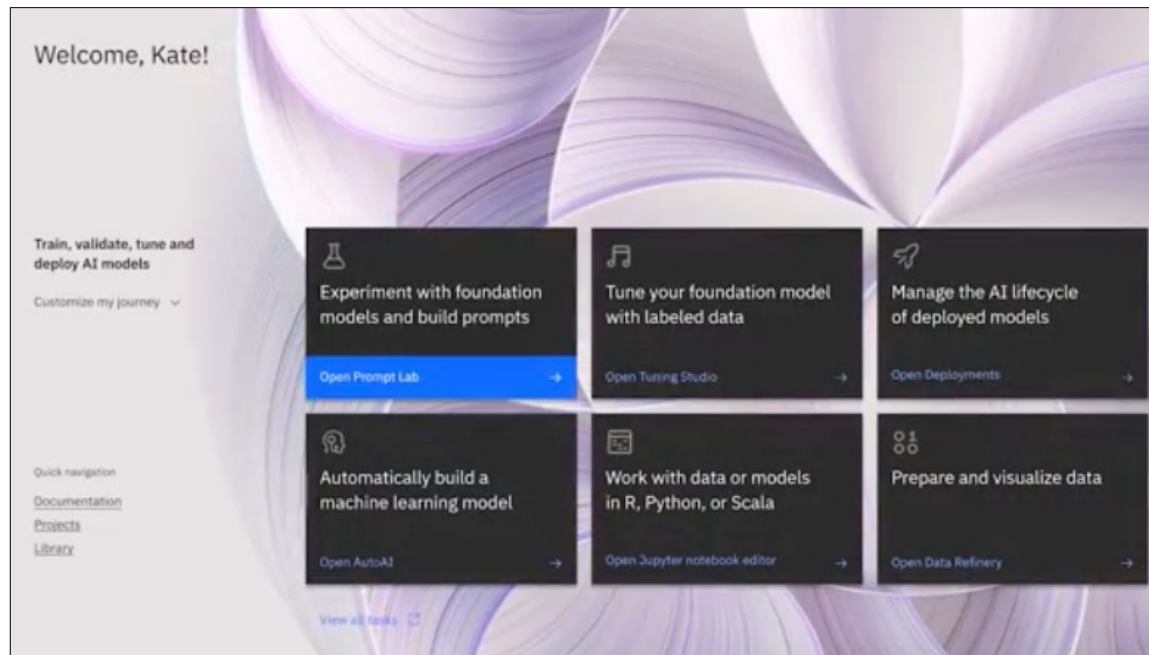 Welcome, Kate!
Train, validate, tune and
deploy AI models
Customize my journey
Quick navigation
Documentation
Projects
Library
Experiment with foundation
models and build prompts
Open Prompt Lab
Tune your foundation model
with labeled data
Open Tuning Studio
Manage the AI lifecycle
of deployed models
Open Deployments
Automatically build a
machine learning model
Open AutoAI
Work with data or models
in R, Python, or Scala
Open Jupyter notebook editor
Prepare and visualize data
Open Data Refinery
View all tasks